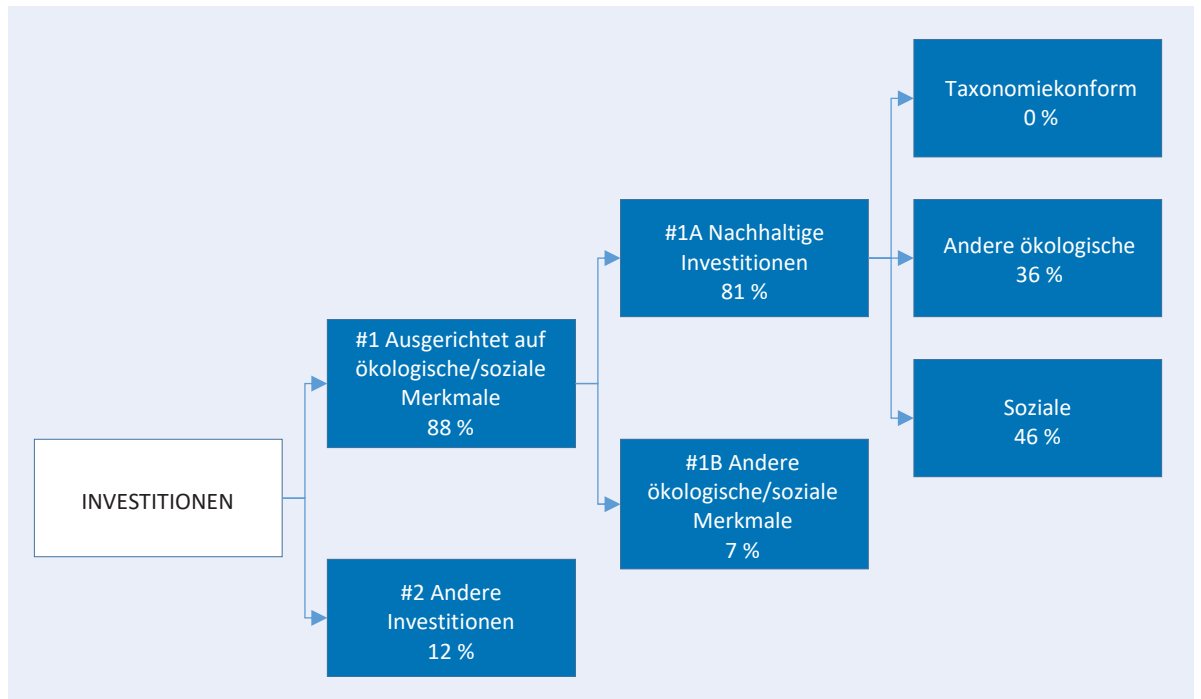 INVESTITIONEN
#1 Ausgerichtet auf
ökologische/soziale
Merkmale
88 %
#2 Andere
Investitionen
12 %
#1A Nachhaltige
Investitionen
81 %
#1B Andere
ökologische/soziale
Merkmale
7 %
Taxonomiekonform
0 %
Andere ökologische
36 %
Soziale
46 %